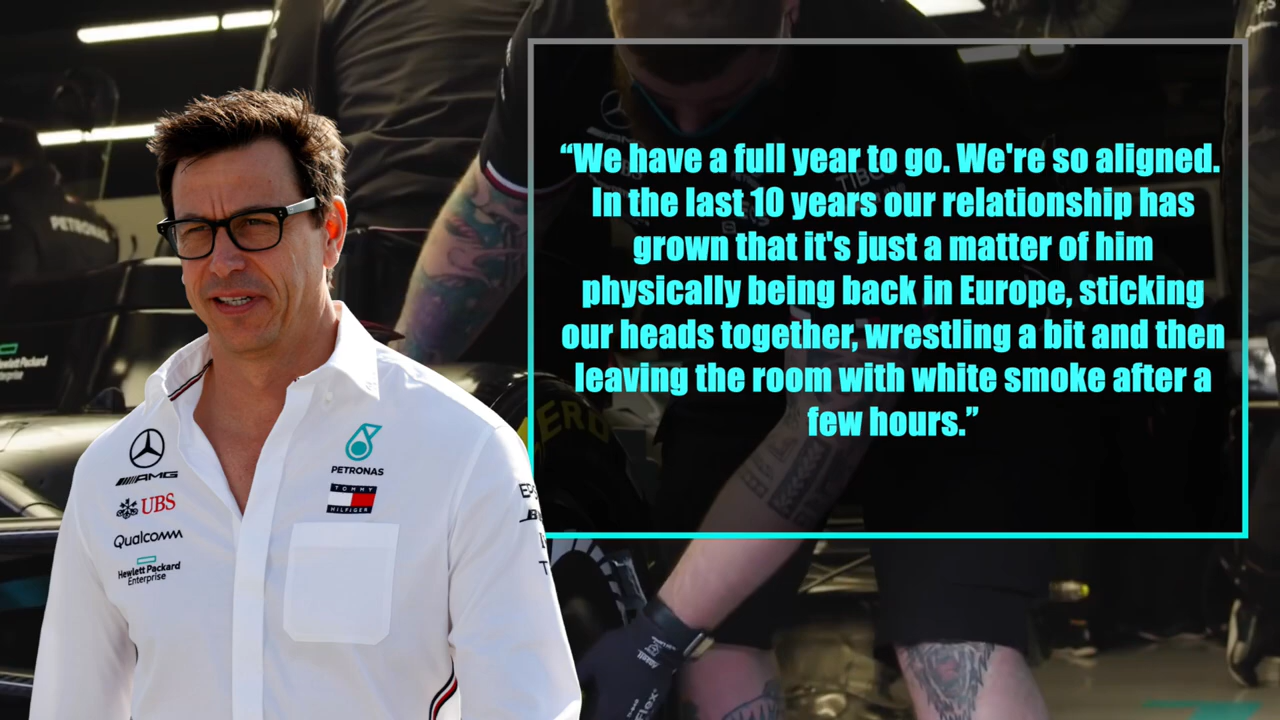 “We have a full year to go. We're so aligned.
In the last 10 years our relationship has
grown that it's just a matter of him
physically being back in Europe, sticking
our heads together, wrestling a bit and then
leaving the room with white smoke after a
few hours.”
AMG
UBS
Qualcomm
Hewlett Packard
Enterprise
PETRONAS
TOMMY
HILFIGER
PETRONAS
Hewlett Packard
Enterprise